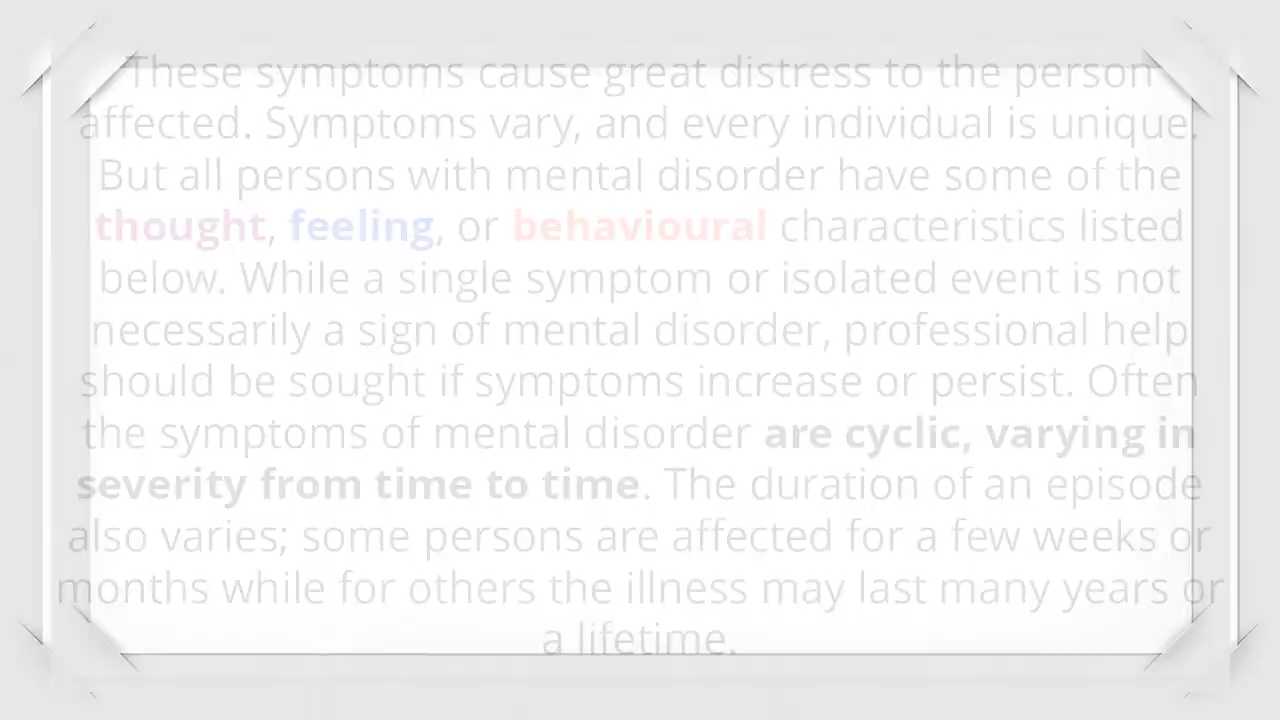 These symptoms cause great distress to the person
affected. Symptoms vary, and every individual is unique.
But all persons with mental disorder have some of the
thought, feeling, or behavioural characteristics listed
below. While a single symptom or isolated event is not
necessarily a sign of mental disorder, professional help
should be sought if symptoms increase or persist. Often
the symptoms of mental disorder are cyclic, varying in
severity from time to time. The duration of an episode
also varies; some persons are affected for a few weeks or
months while for others the illness may last many years or
a lifetime.